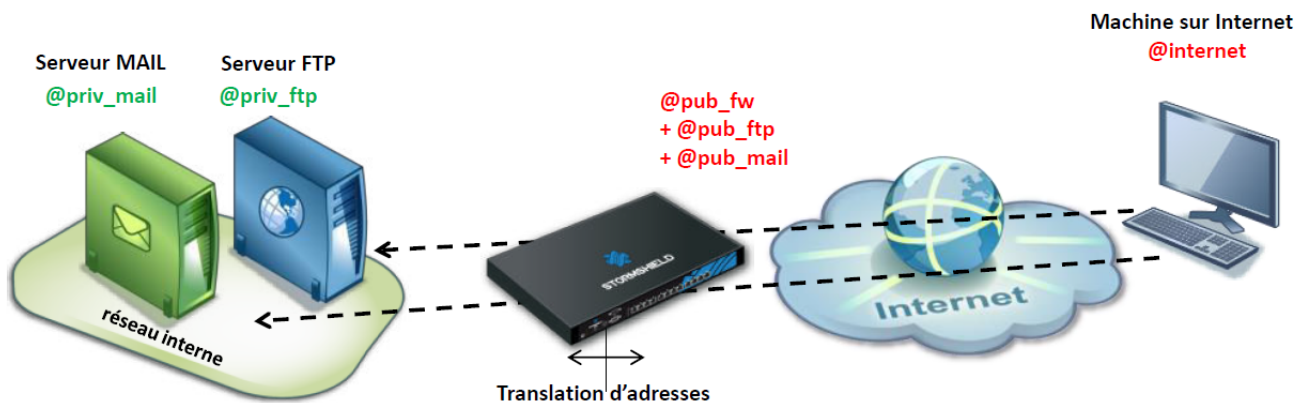 Machine sur Internet
@internet
Serveur MAIL
@priv_mail
Serveur FTP
@priv_ftp
@pub_fw
+ @pub_ftp
+ @pub_mail
STORMSHIELD
Internet
réseau interne
Translation d'adresses